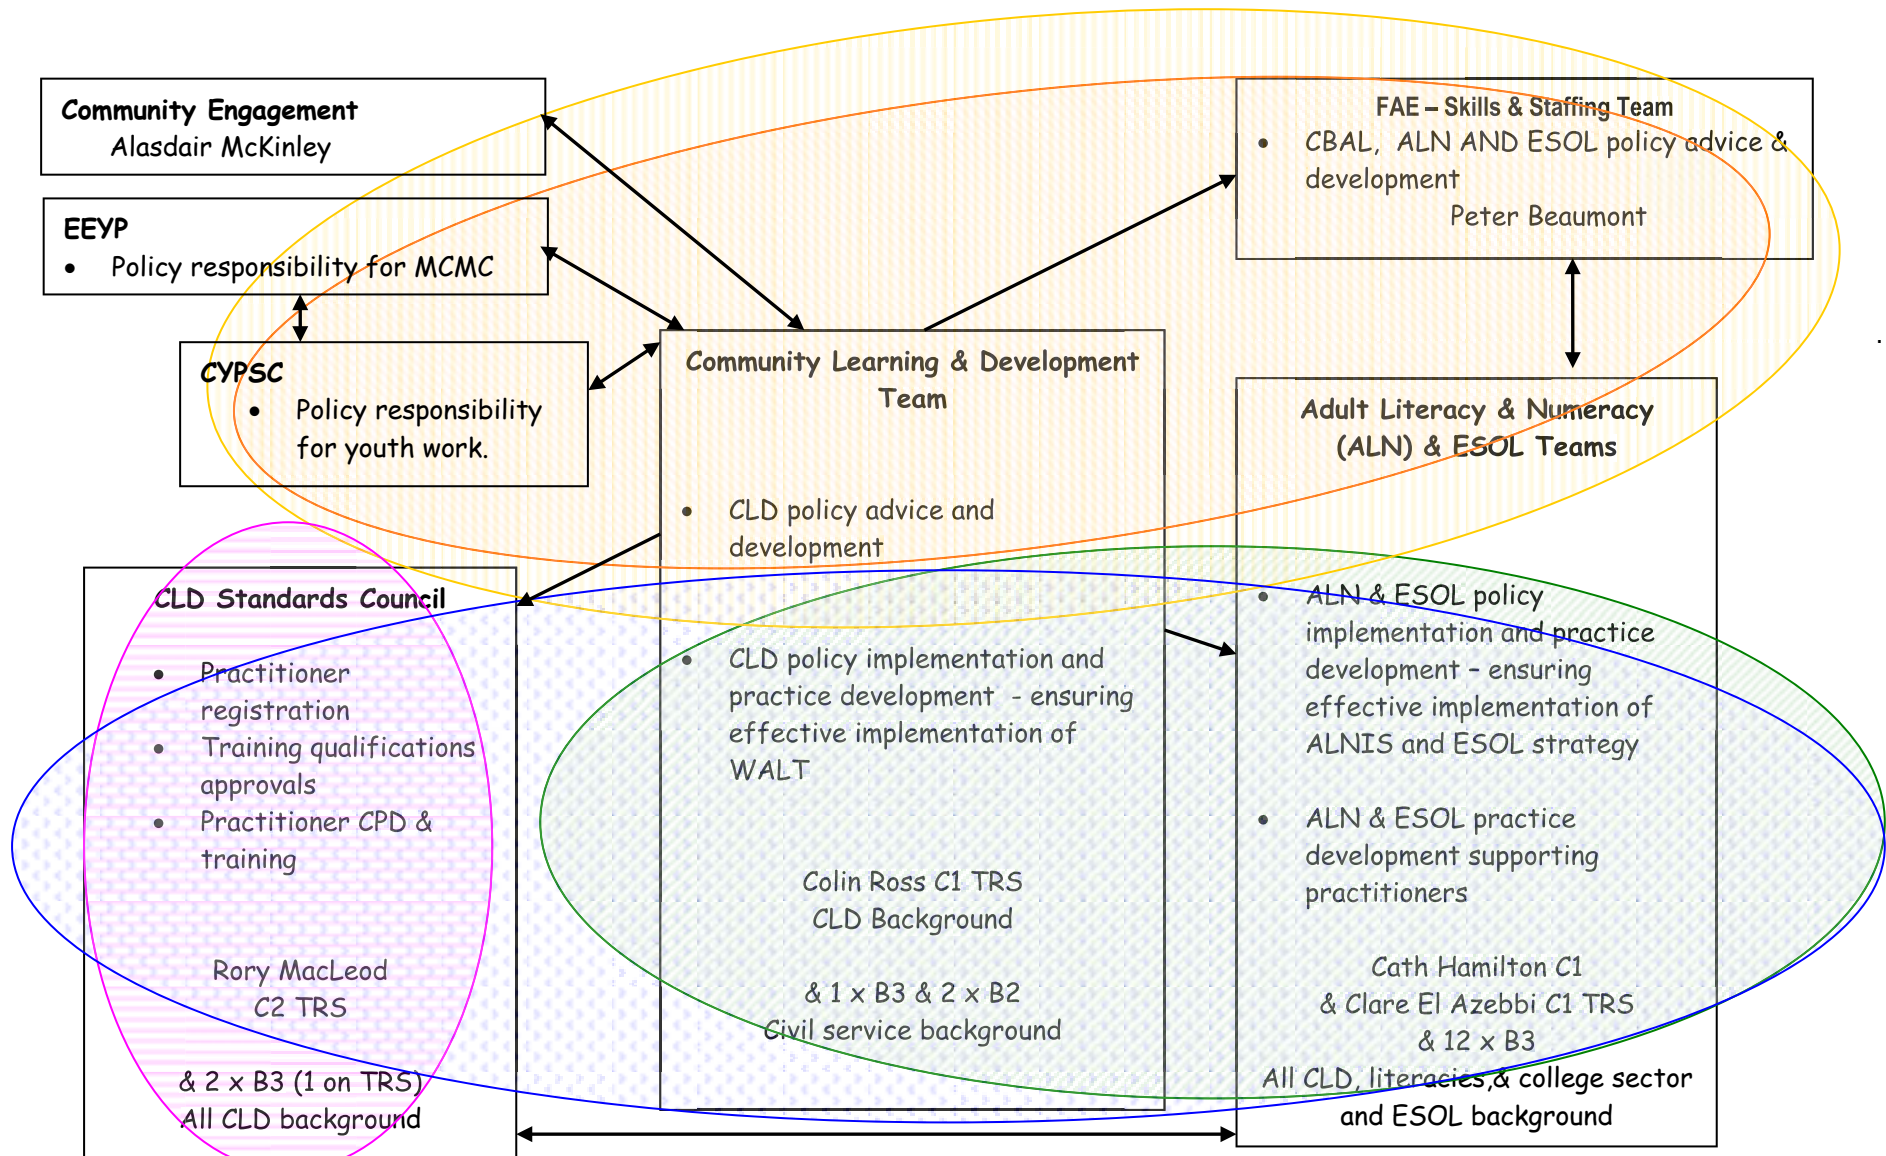 Community Engagement
Alasdair McKinley
EEYP
• Policy responsibility for MCMC
CYPSC
• Policy responsibility
for youth work.
FAE – Skills & Staffing Team
• CBAL, ALN AND ESOL policy advice &
development
Peter Beaumont
Community Learning & Development
Team
• CLD policy advice and
development
• CLD policy implementation and
practice development - ensuring
effective implementation of
WALT
Colin Ross C1 TRS
CLD Background
& 1 x B3 & 2 x B2
Civil service background
Adult Literacy & Numeracy
(ALN) & ESOL Teams
• ALN & ESOL policy
implementation and practice
development – ensuring
effective implementation of
ALNIS and ESOL strategy
• ALN & ESOL practice
development supporting
practitioners
Cath Hamilton C1
& Clare El Azebbi C1 TRS
& 12 x B3
All CLD, literacies,& college sector
and ESOL background
CLD Standards Council
• Practitioner
registration
• Training qualifications
approvals
• Practitioner CPD &
training
Rory MacLeod
C2 TRS
& 2 x B3 (1 on TRS)
All CLD background
.